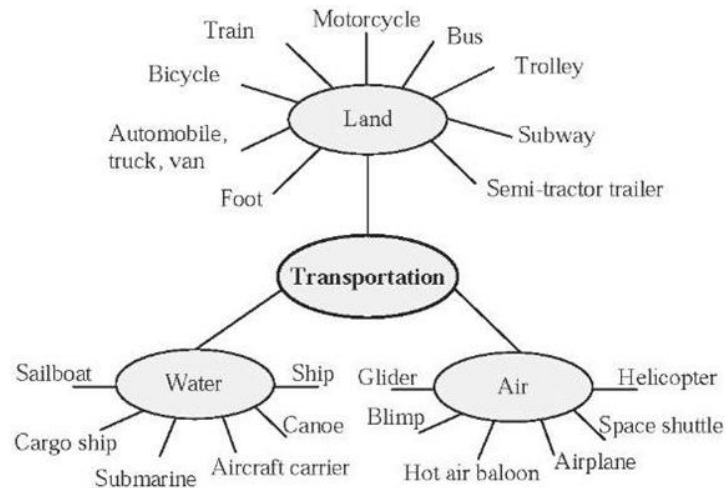 Motorcycle
Train
Bus
Bicycle
Trolley
Land
Automobile,
truck, van
Subway
Foot
Semi-tractor trailer
Transportation
Sailboat
Water
Ship
Cargo ship
Canoe
Submarine
Aircraft carrier
Glider
Air
Helicopter
Blimp
Space shuttle
Hot air baloon
Airplane